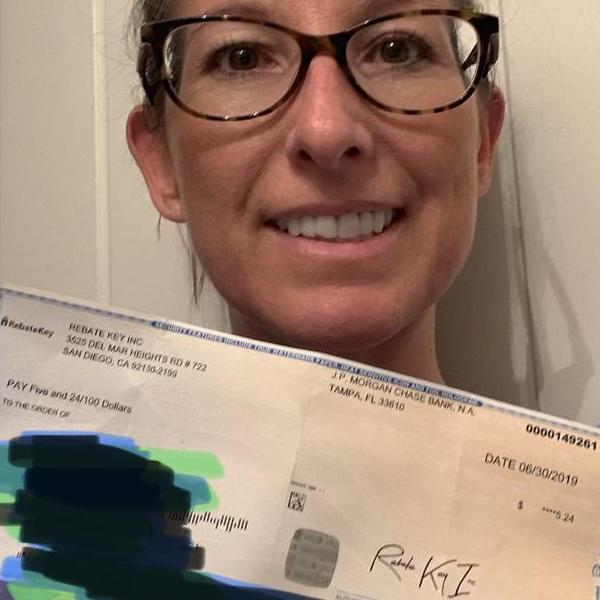 RebateKey
REBATE KEY INC
3525 DEL MAR HEIGHTS RD # 722
SAN DIEGO, CA 92130-2199
SECURITY FEATURES INCLUDE TRUE WATERMARK PAPER, HEAT SENSITIVE ICON AND FOIL HOLOGRAM
J.P. MORGAN CHASE BANK, N.A.
TAMPA, FL 33610
0000149261
PAY Five and 24/100 Dollars
TO THE ORDER OF
DATE 06/30/2019
$ ****5.24
Rebate Key Inc